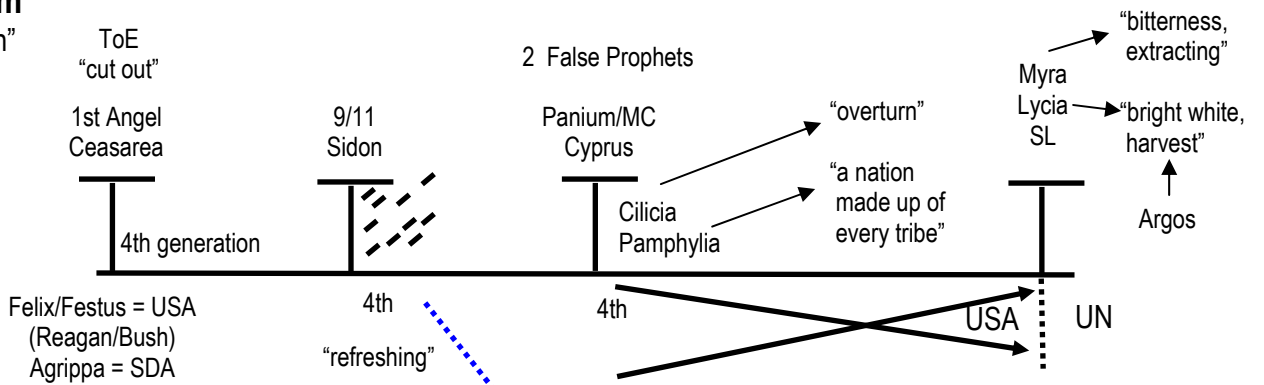 m
n”
ToE
“cut out”
1st Angel
Ceasarea
9/11
Sidon
2 False Prophets
Panium/MC
Cyprus
Myra
Lycia
SL
“bitterness,
extracting”
“bright white,
harvest”
Argos
“overturn”
“a nation
made up of
every tribe”
Cilicia
Pamphylia
4th generation
Felix/Festus = USA
(Reagan/Bush)
Agrippa = SDA
4th
“refreshing”
4th
USA
UN